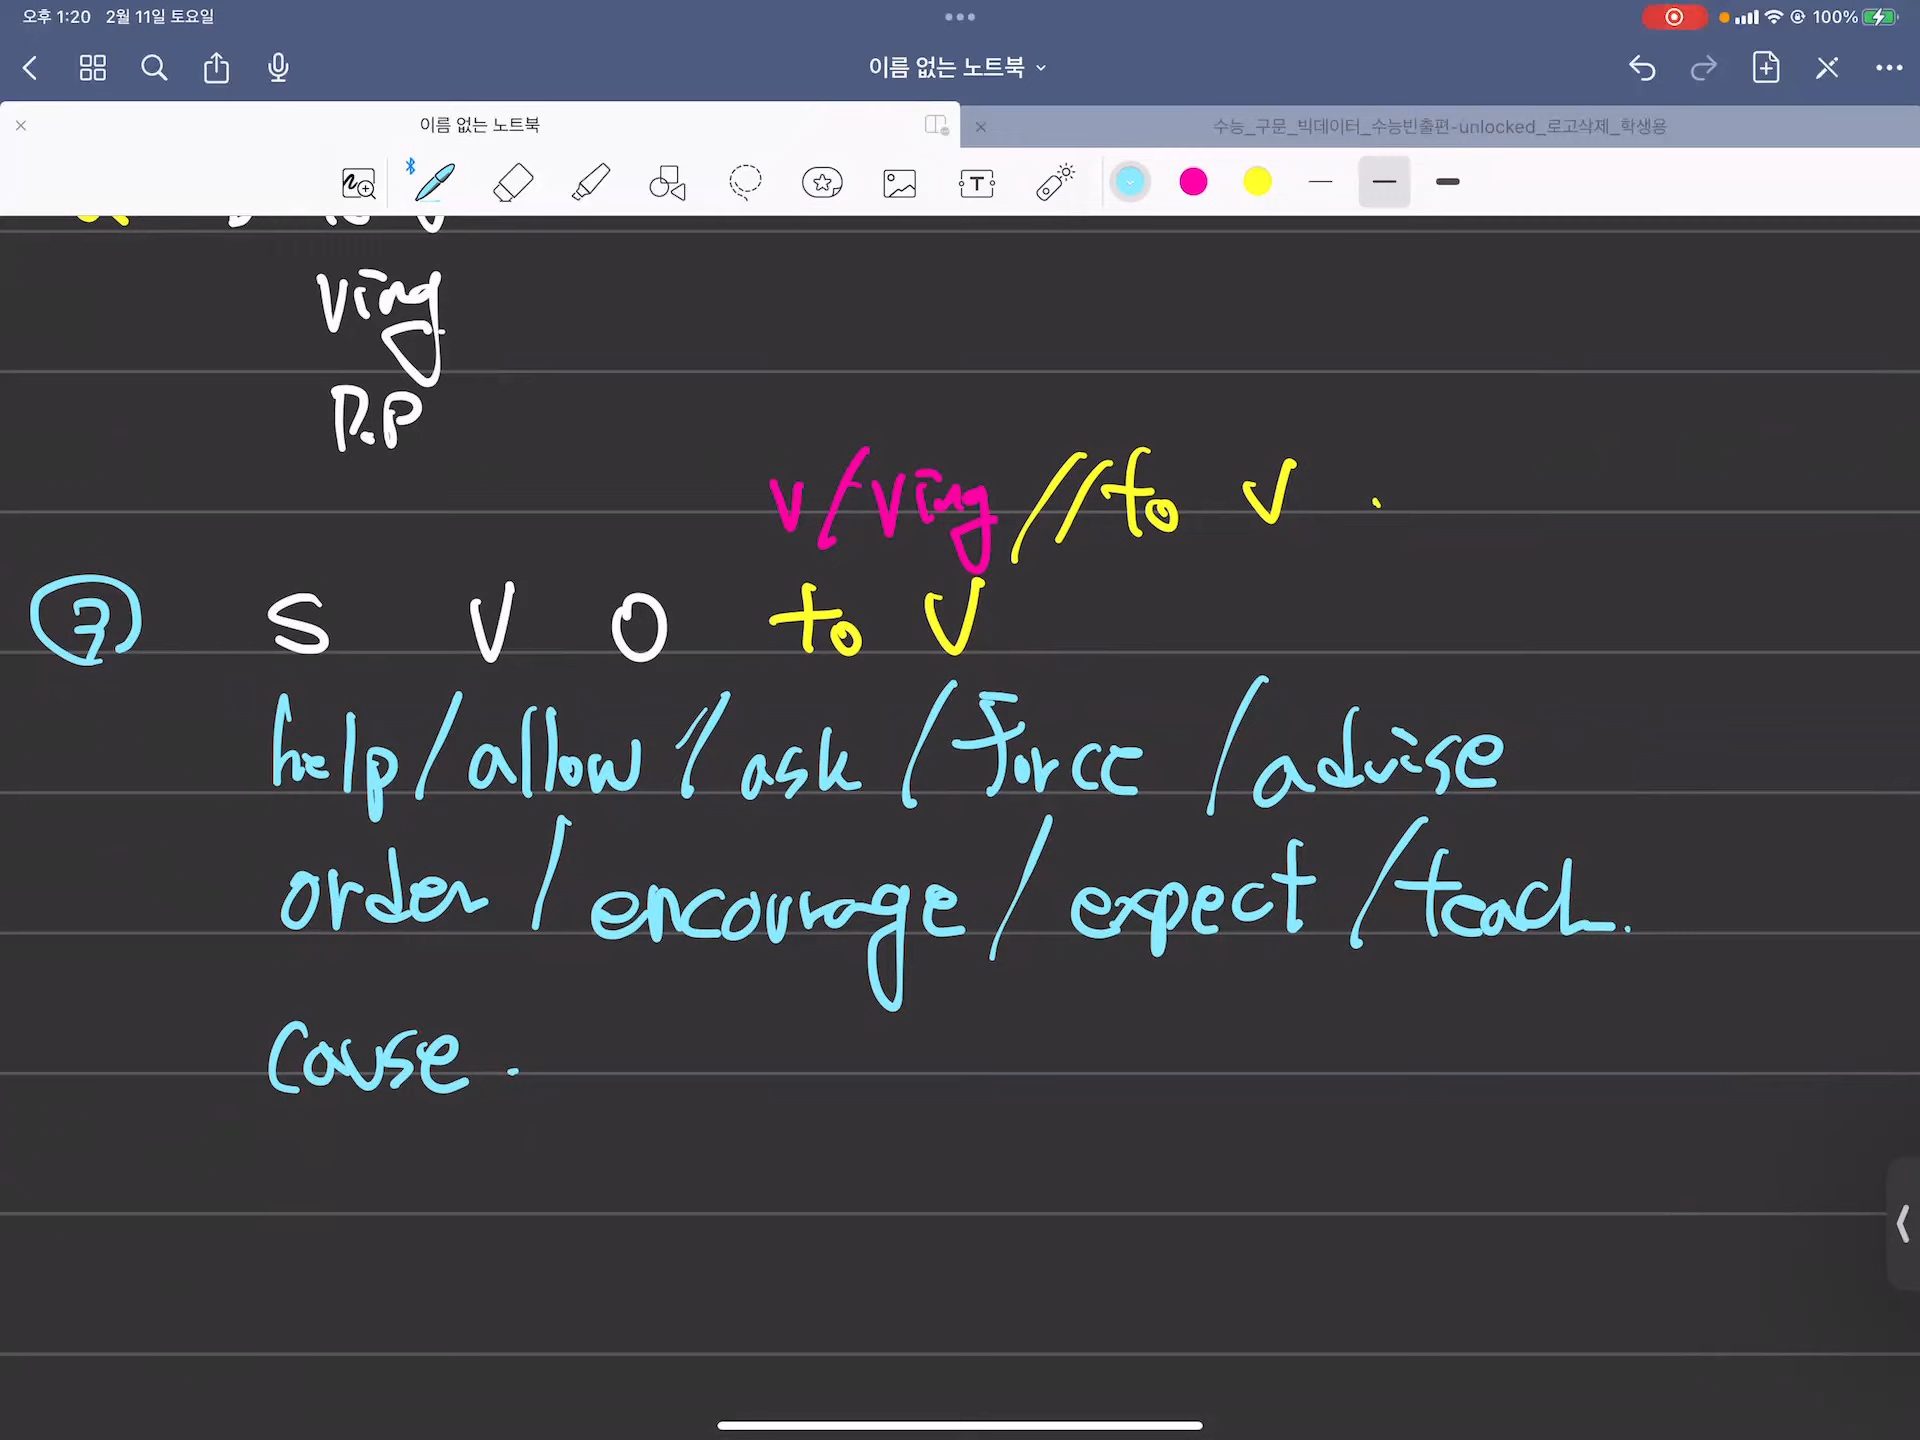 오후 1:20 2월 11일 토요일
100%
이름 없는 노트북
이름 없는 노트북
수능_구문_빅데이터_수능빈출편-unlocked_로고삭제_학생용
Ving
P.P
V/Ving//to V.
③ S V O to V
help/allow/ask/force/advise
order/encourage/expect/teach.
cause.